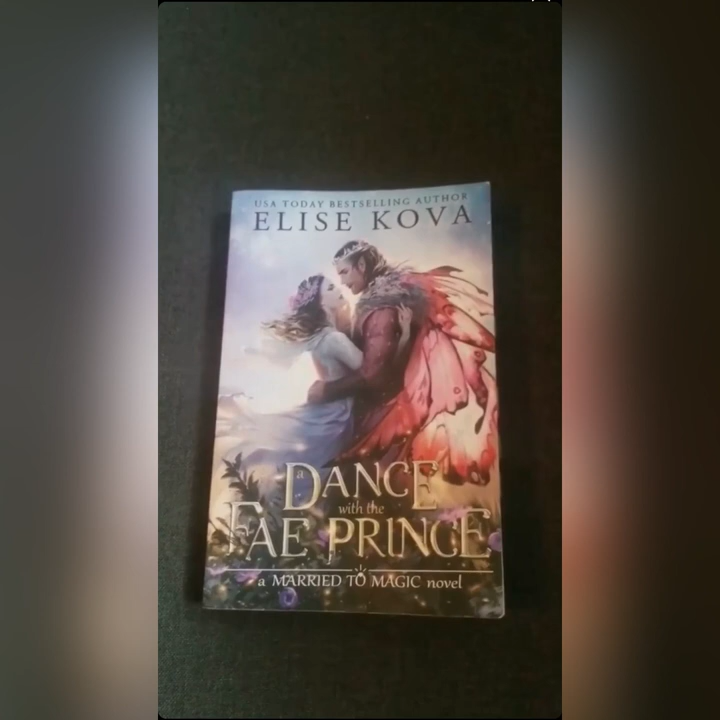 USA TODAY BESTSELLING AUTHOR
ELISE KOVA
a DANCE
with the
FAE PRINCE
a MARRIED TO MAGIC novel